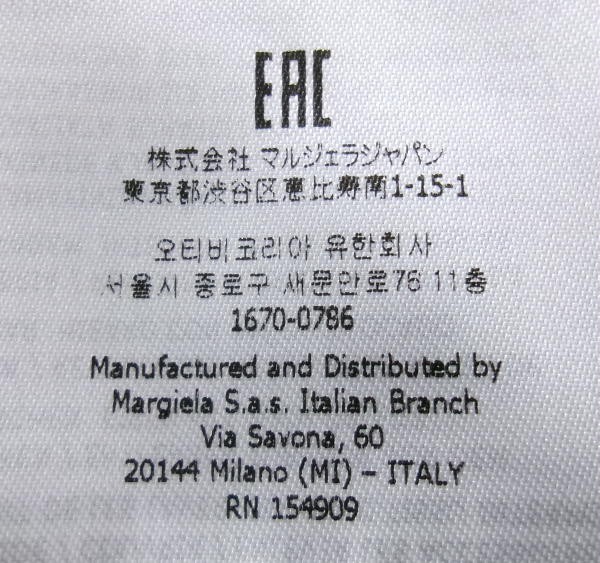 EAC
株式会社 マルジェラジャパン
東京都渋谷区恵比寿南1-15-1
오티비코리아 유한회사
서울시 종로구 새문안로76 11층
1670-0786
Manufactured and Distributed by
Margiela S.a.s. Italian Branch
Via Savona, 60
20144 Milano (MI) – ITALY
RN 154909